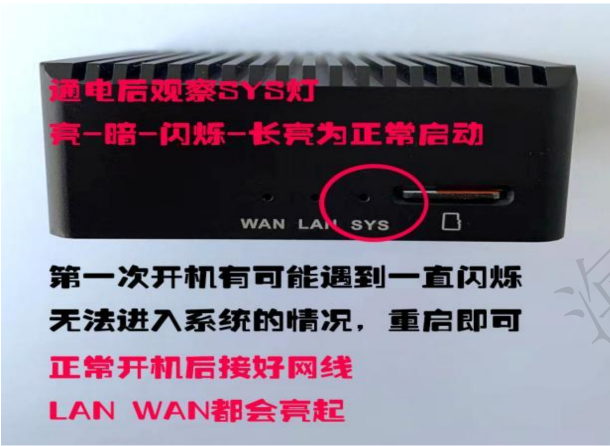 通电后观察SYS灯
亮-暗-闪烁-长亮为正常启动
WAN LAN SYS
第一次开机有可能遇到一直闪烁
无法进入系统的情况，重启即可
正常开机后接好网线
LAN WAN都会亮起